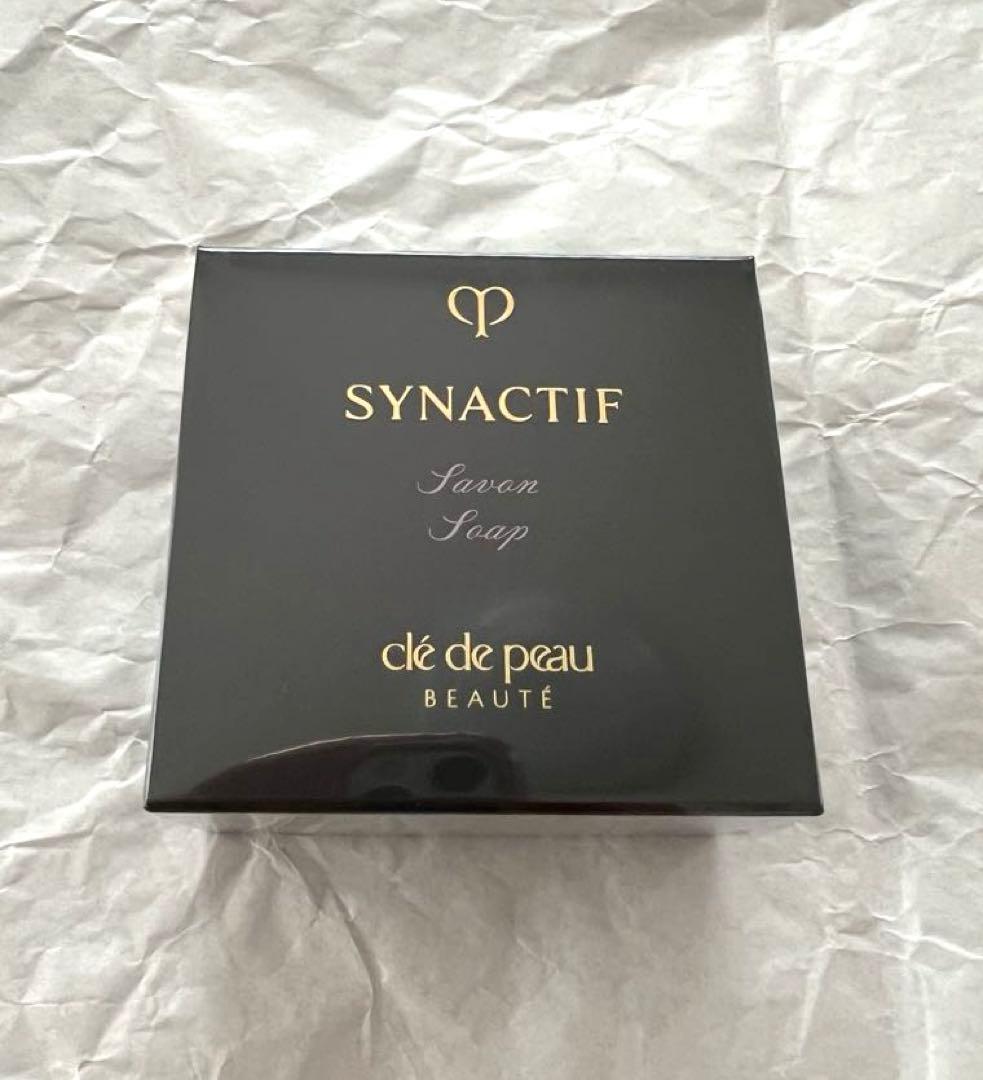 SYNACTIF
Savon
Soap
clé de peau
BEAUTÉ